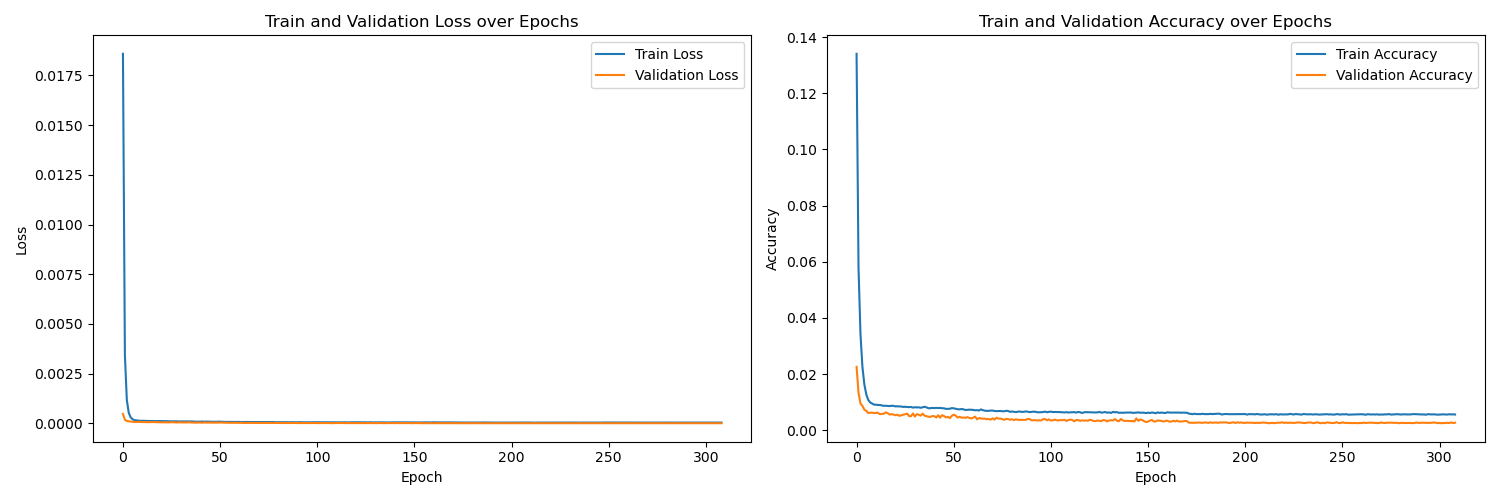 Train and Validation Loss over Epochs
Train Loss
Validation Loss
0.0175
0.0150
0.0125
0.0100
0.0075
0.0050
0.0025
0.0000
Loss
0 50 100 150 200 250 300
Epoch
Train and Validation Accuracy over Epochs
Train Accuracy
Validation Accuracy
0.14
0.12
0.10
0.08
0.06
0.04
0.02
0.00
Accuracy
0 50 100 150 200 250 300
Epoch